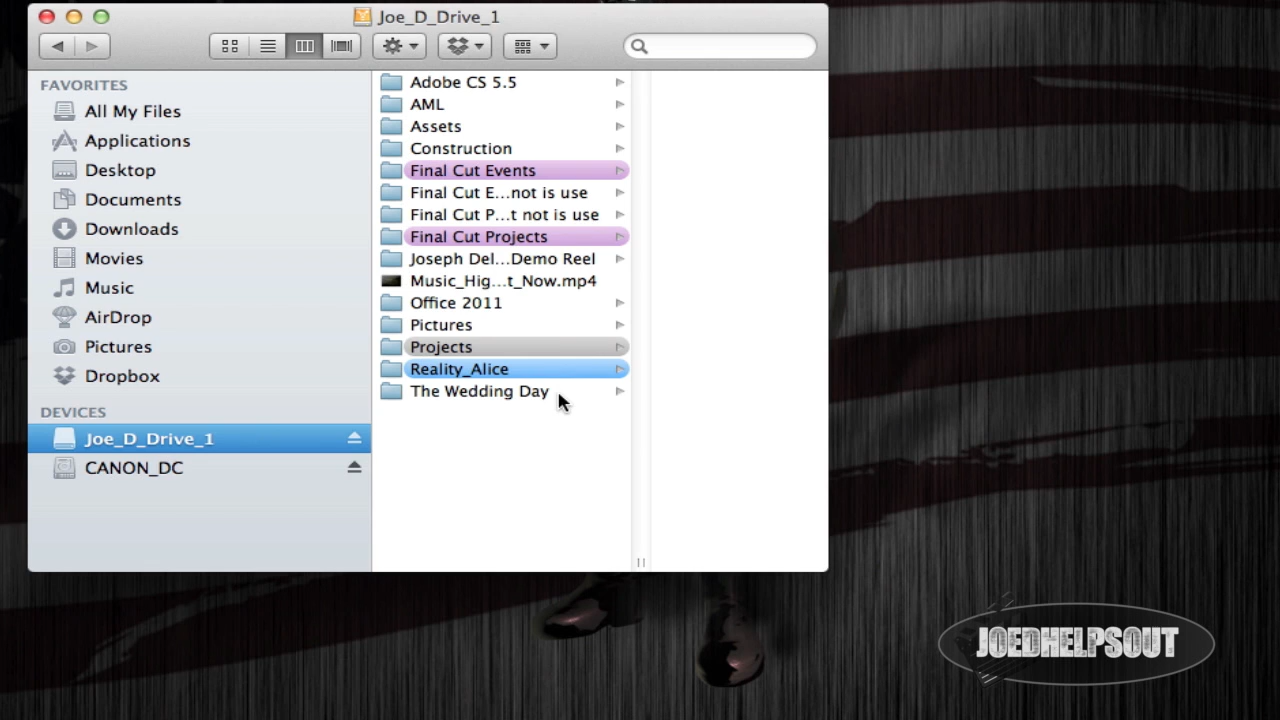 Joe_D_Drive_1
FAVORITES
All My Files
Applications
Desktop
Documents
Downloads
Movies
Music
AirDrop
Pictures
Dropbox
DEVICES
Joe_D_Drive_1
CANON_DC
Adobe CS 5.5
AML
Assets
Construction
Final Cut Events
Final Cut E...not is use
Final Cut P...t not is use
Final Cut Projects
Joseph Del...Demo Reel
Music_Hig...t_Now.mp4
Office 2011
Pictures
Projects
Reality_Alice
The Wedding Day
JOEDHELPSOUT